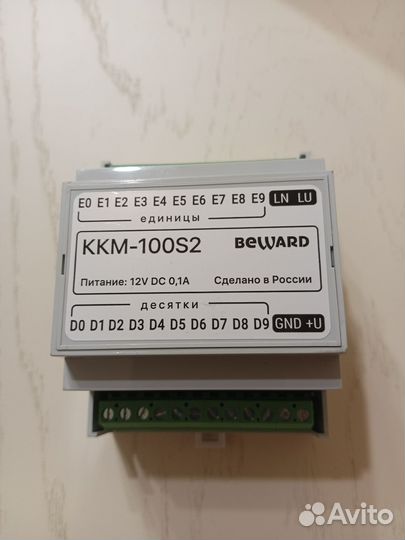 E0 E1 E2 E3 E4 E5 E6 E7 E8 E9 LN LU
единицы
KKM-100S2 BEWARD
Питание: 12V DC 0,1A Сделано в России
десятки
D0 D1 D2 D3 D4 D5 D6 D7 D8 D9 GND +U
Avito